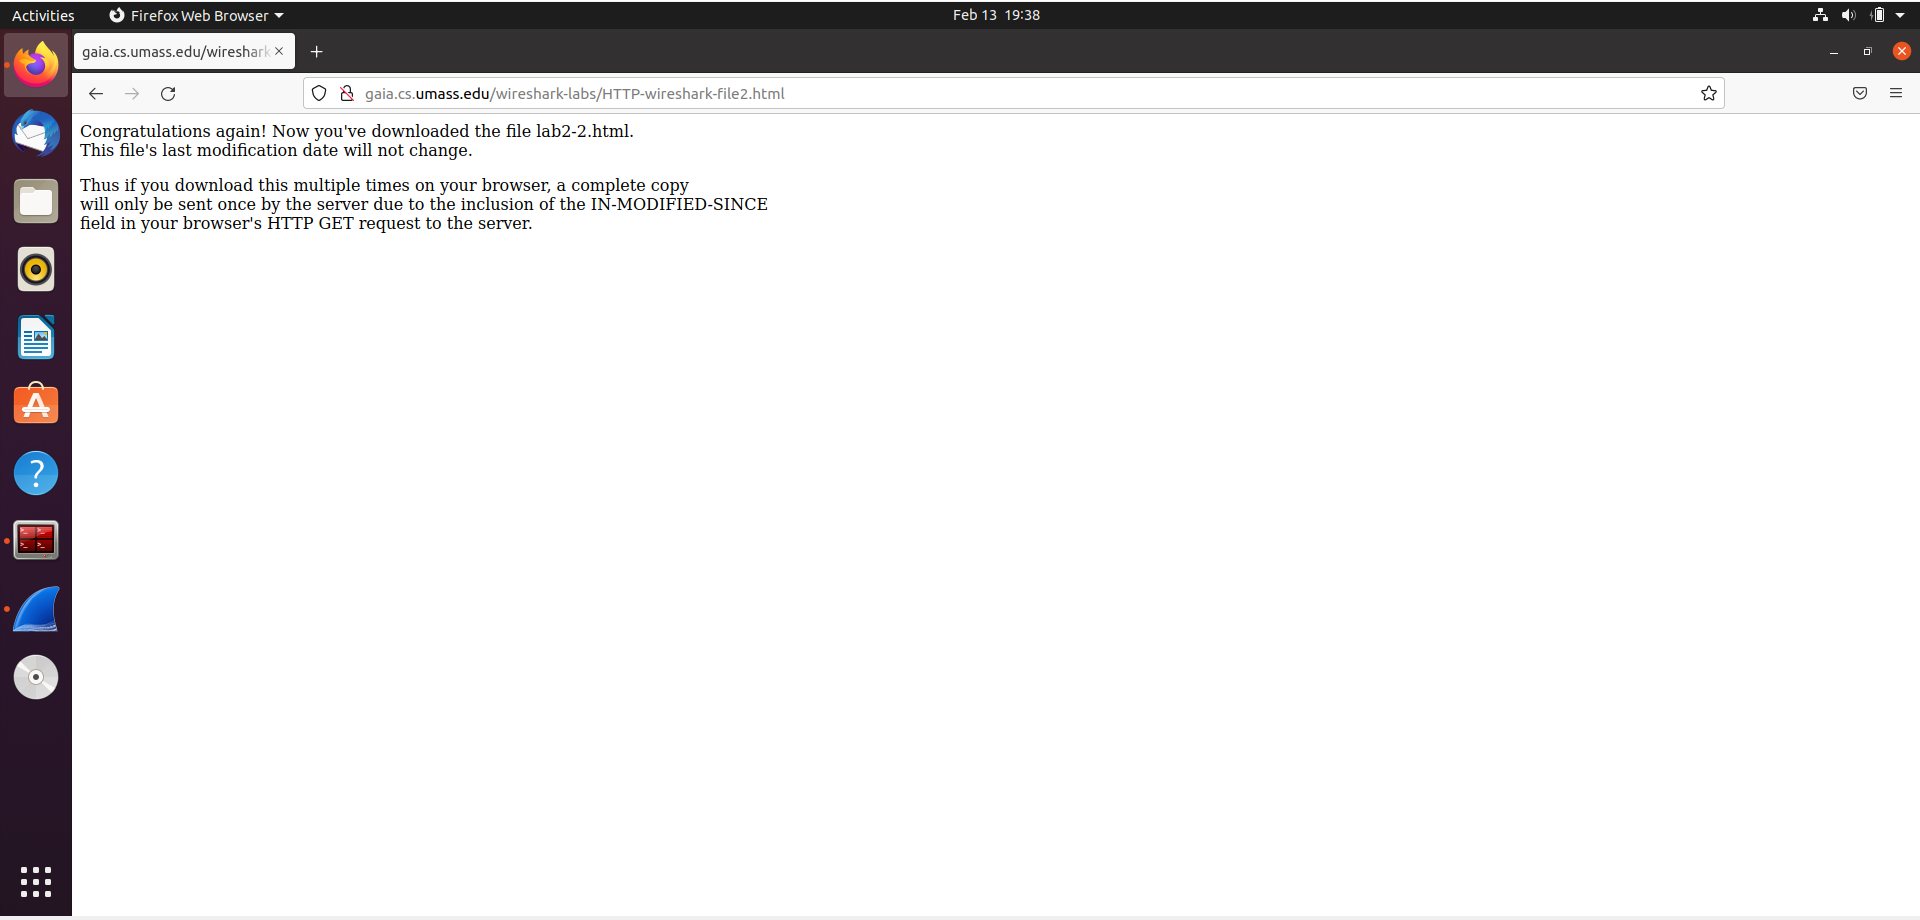 Activities
Firefox Web Browser
Feb 13 19:38
gaia.cs.umass.edu/wireshark
gaia.cs.umass.edu/wireshark-labs/HTTP-wireshark-file2.html
Congratulations again! Now you've downloaded the file lab2-2.html.
This file's last modification date will not change.
Thus if you download this multiple times on your browser, a complete copy
will only be sent once by the server due to the inclusion of the IN-MODIFIED-SINCE
field in your browser's HTTP GET request to the server.